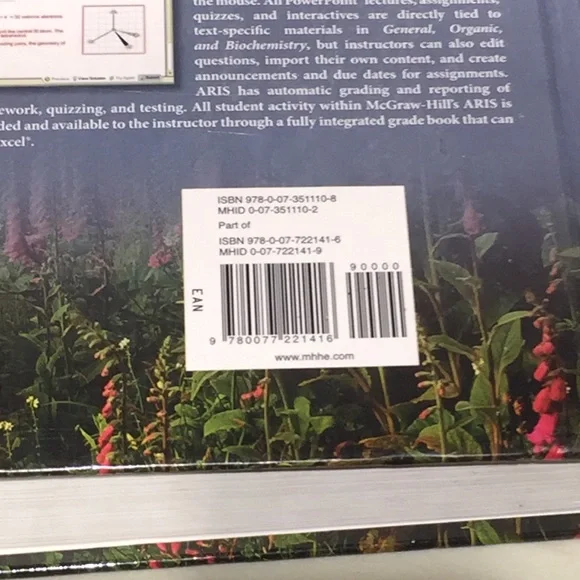 the mouse. All PowerPoint lectures, assignments,
quizzes, and interactives are directly tied to
text-specific materials in General, Organic,
and Biochemistry, but instructors can also edit
questions, import their own content, and create
announcements and due dates for assignments.
ARIS has automatic grading and reporting of
ework, quizzing, and testing. All student activity within McGraw-Hill's ARIS is
ded and available to the instructor through a fully integrated grade book that can
xcel®.
ISBN 978-0-07-351110-8
MHID 0-07-351110-2
Part of
ISBN 978-0-07-722141-6
MHID 0-07-722141-9
90000
EAN
9 780077 221416
www.mhhe.com